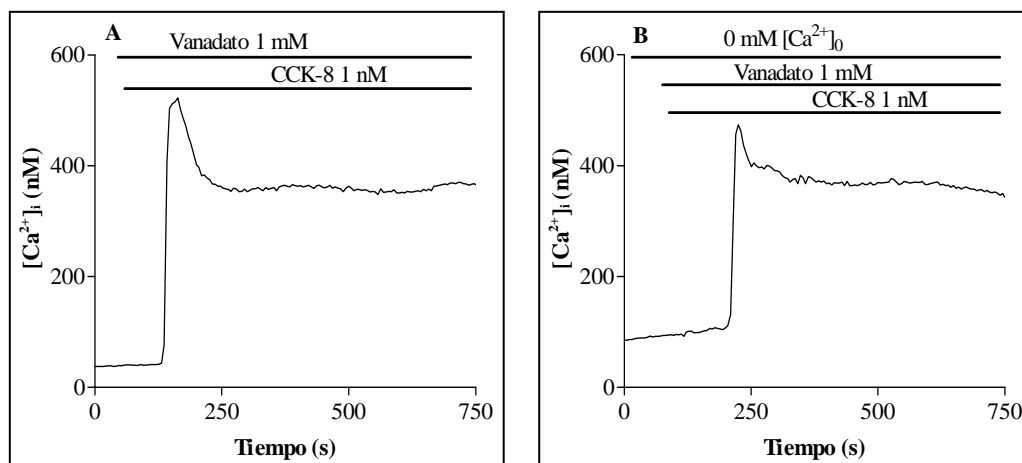 A
Vanadato 1 mM
CCK-8 1 nM
600
400
200
0
[Ca²⁺]ᵢ (nM)
0 250 500 750
Tiempo (s)
B
0 mM [Ca²⁺]₀
Vanadato 1 mM
CCK-8 1 nM
600
400
200
0
[Ca²⁺]ᵢ (nM)
0 250 500 750
Tiempo (s)